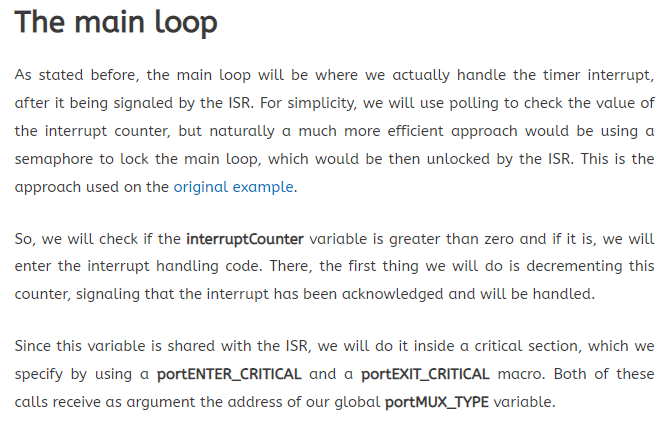 The main loop
As stated before, the main loop will be where we actually handle the timer interrupt,
after it being signaled by the ISR. For simplicity, we will use polling to check the value of
the interrupt counter, but naturally a much more efficient approach would be using a
semaphore to lock the main loop, which would be then unlocked by the ISR. This is the
approach used on the original example.
So, we will check if the interruptCounter variable is greater than zero and if it is, we will
enter the interrupt handling code. There, the first thing we will do is decrementing this
counter, signaling that the interrupt has been acknowledged and will be handled.
Since this variable is shared with the ISR, we will do it inside a critical section, which we
specify by using a portENTER_CRITICAL and a portEXIT_CRITICAL macro. Both of these
calls receive as argument the address of our global portMUX_TYPE variable.